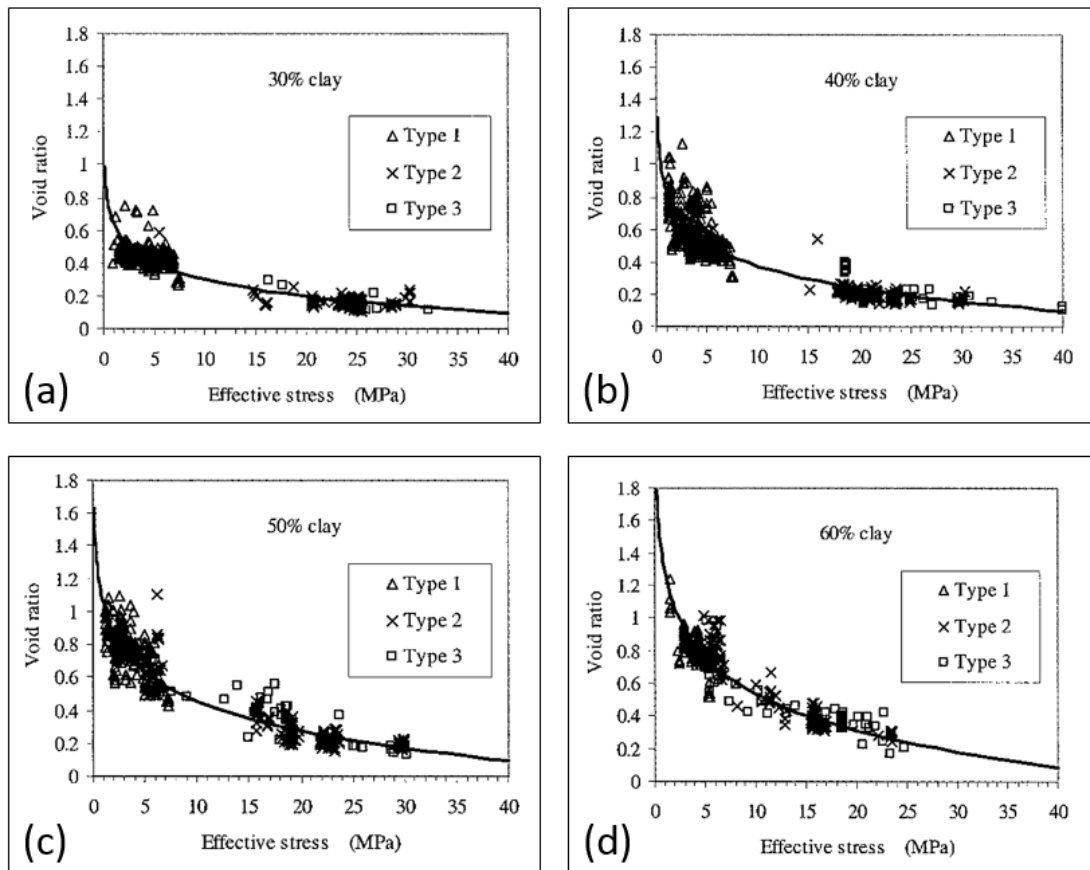 1.8
1.6
1.4
1.2
1
0.8
0.6
0.4
0.2
0
Void ratio
30% clay
Type 1
Type 2
Type 3
0 5 10 15 20 25 30 35 40
Effective stress (MPa)
(a)
1.8
1.6
1.4
1.2
1
0.8
0.6
0.4
0.2
0
Void ratio
40% clay
Type 1
Type 2
Type 3
0 5 10 15 20 25 30 35 40
Effective stress (MPa)
(b)
1.8
1.6
1.4
1.2
1
0.8
0.6
0.4
0.2
0
Void ratio
50% clay
Type 1
Type 2
Type 3
0 5 10 15 20 25 30 35 40
Effective stress (MPa)
(c)
1.8
1.6
1.4
1.2
1
0.8
0.6
0.4
0.2
0
Void ratio
60% clay
Type 1
Type 2
Type 3
0 5 10 15 20 25 30 35 40
Effective stress (MPa)
(d)